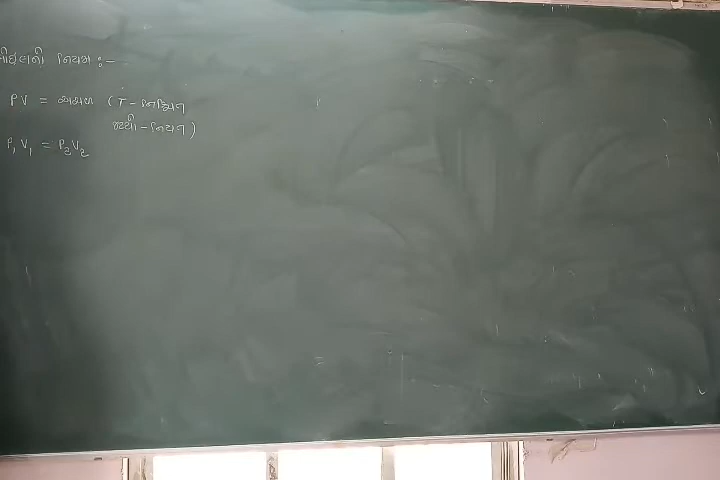 બોઇલનો નિયમ :-
PV = અચળ (T - નિશ્ચિત
જથ્થો - નિયત)
P₁V₁ = P₂V₂